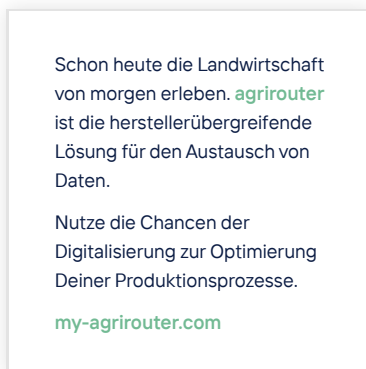 Schon heute die Landwirtschaft
von morgen erleben. agrirouter
ist die herstellerübergreifende
Lösung für den Austausch von
Daten.
Nutze die Chancen der
Digitalisierung zur Optimierung
Deiner Produktionsprozesse.
my-agrirouter.com